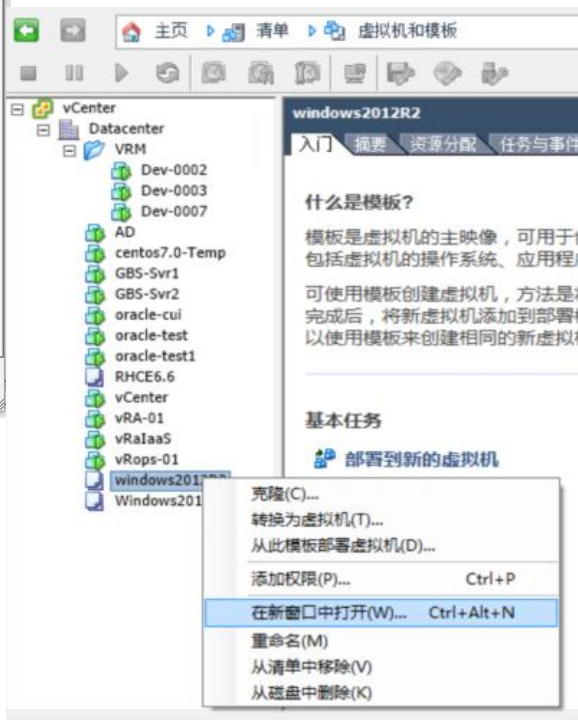 主页 清单 虚拟机和模板
vCenter
Datacenter
VRM
Dev-0002
Dev-0003
Dev-0007
AD
centos7.0-Temp
GBS-Svr1
GBS-Svr2
oracle-cui
oracle-test
oracle-test1
RHCE6.6
vCenter
vRA-01
vRaIaaS
vRops-01
windows2012R2
Windows201
windows2012R2
入门 摘要 资源分配 任务与事件
什么是模板?
模板是虚拟机的主映像，可用于
包括虚拟机的操作系统、应用程
可使用模板创建虚拟机，方法是
完成后，将新虚拟机添加到部署
以使用模板来创建相同的新虚拟
基本任务
部署到新的虚拟机
克隆(C)...
转换为虚拟机(T)...
从此模板部署虚拟机(D)...
添加权限(P)... Ctrl+P
在新窗口中打开(W)... Ctrl+Alt+N
重命名(M)
从清单中移除(V)
从磁盘中删除(K)